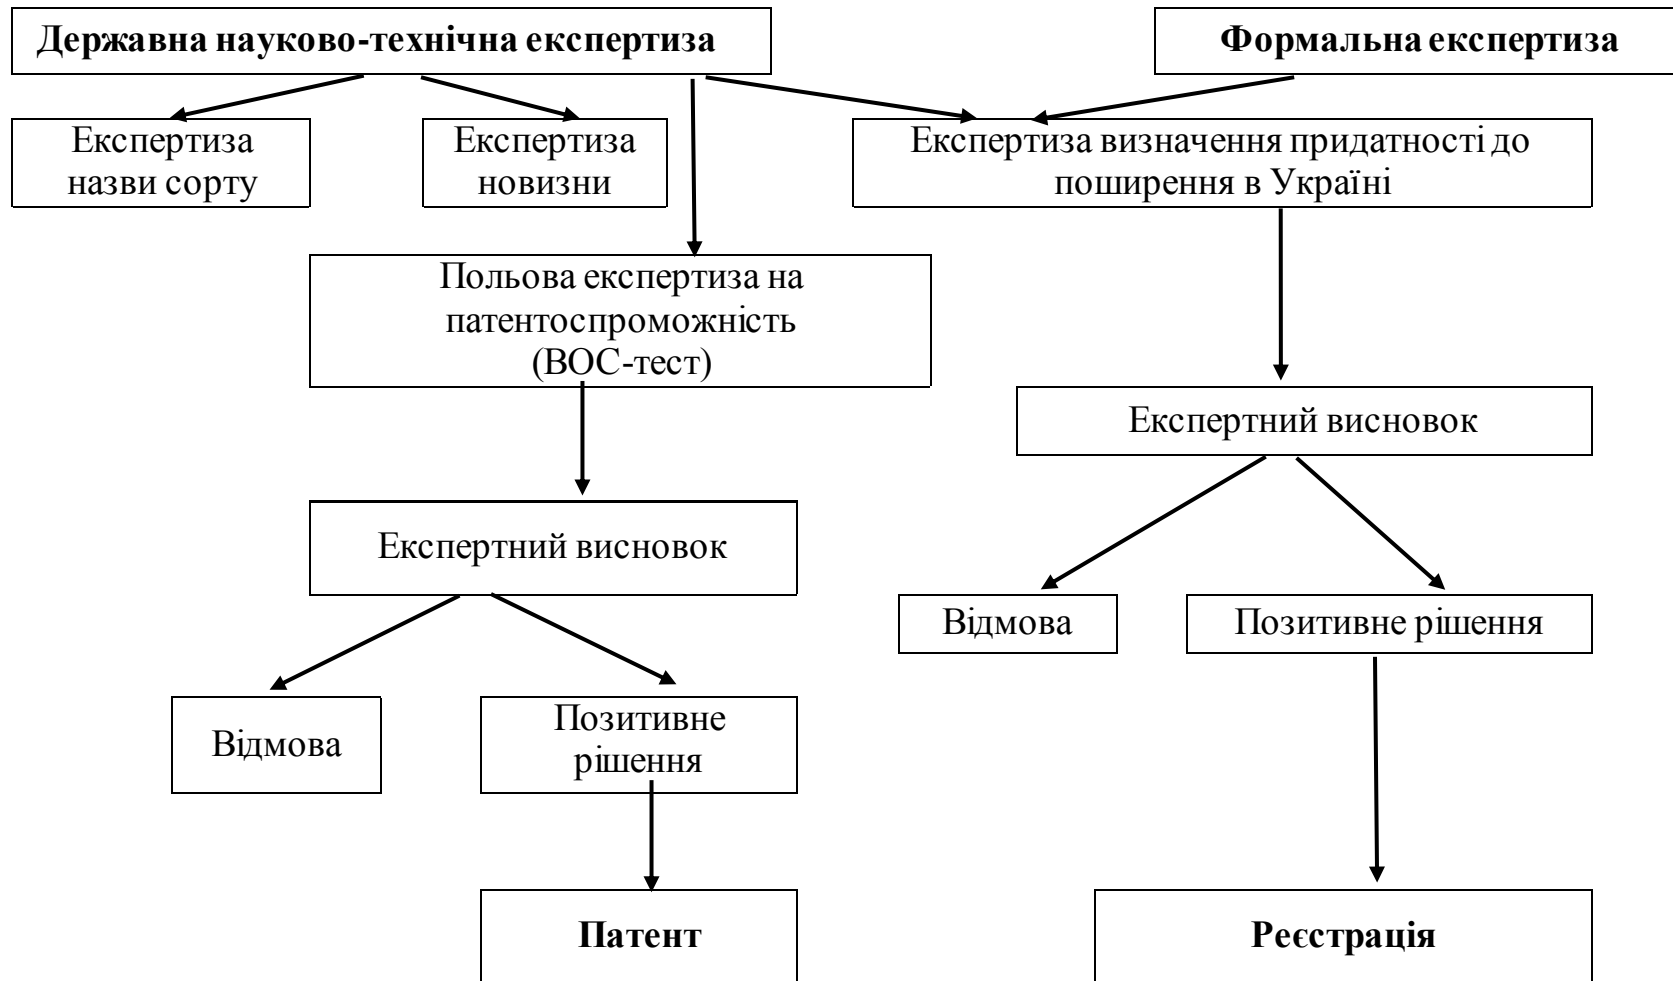 Державна науково-технічна експертиза
Формальна експертиза
Експертиза
назви сорту
Експертиза
новизни
Експертиза визначення придатності до
поширення в Україні
Польова експертиза на
патентоспроможність
(ВОС-тест)
Експертний висновок
Експертний висновок
Відмова
Позитивне рішення
Відмова
Позитивне
рішення
Патент
Реєстрація